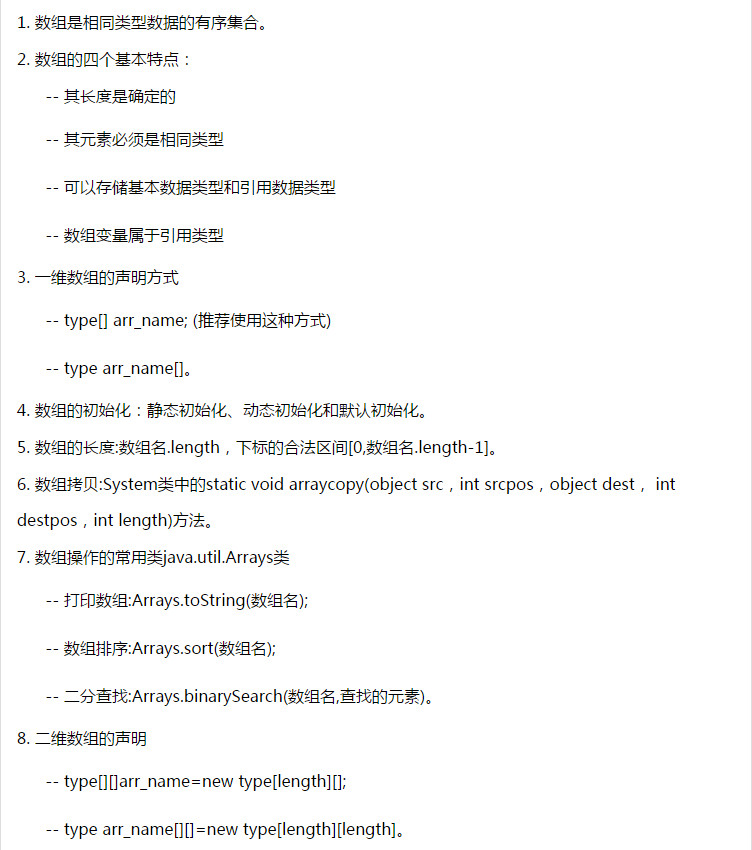 1. 数组是相同类型数据的有序集合。
2. 数组的四个基本特点：
-- 其长度是确定的
-- 其元素必须是相同类型
-- 可以存储基本数据类型和引用数据类型
-- 数组变量属于引用类型
3. 一维数组的声明方式
-- type[] arr_name; (推荐使用这种方式)
-- type arr_name[]。
4. 数组的初始化：静态初始化、动态初始化和默认初始化。
5. 数组的长度:数组名.length，下标的合法区间[0,数组名.length-1]。
6. 数组拷贝:System类中的static void arraycopy(object src，int srcpos，object dest， int
destpos，int length)方法。
7. 数组操作的常用类java.util.Arrays类
-- 打印数组:Arrays.toString(数组名);
-- 数组排序:Arrays.sort(数组名);
-- 二分查找:Arrays.binarySearch(数组名,查找的元素)。
8. 二维数组的声明
-- type[][]arr_name=new type[length][];
-- type arr_name[][]=new type[length][length]。